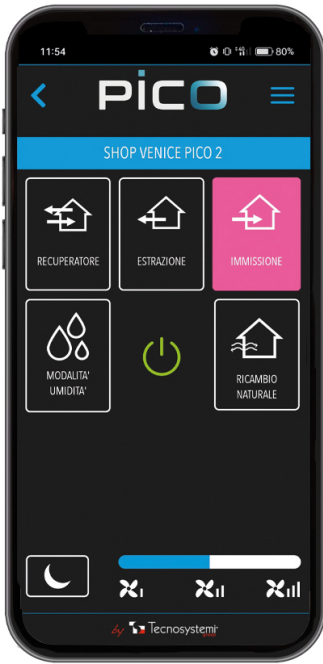 11:54
80%
PICO
SHOP VENICE PICO 2
RECUPERATORE
ESTRAZIONE
IMMISSIONE
MODALITA'
UMIDITA'
RICAMBIO
NATURALE
by Tecnosystemi